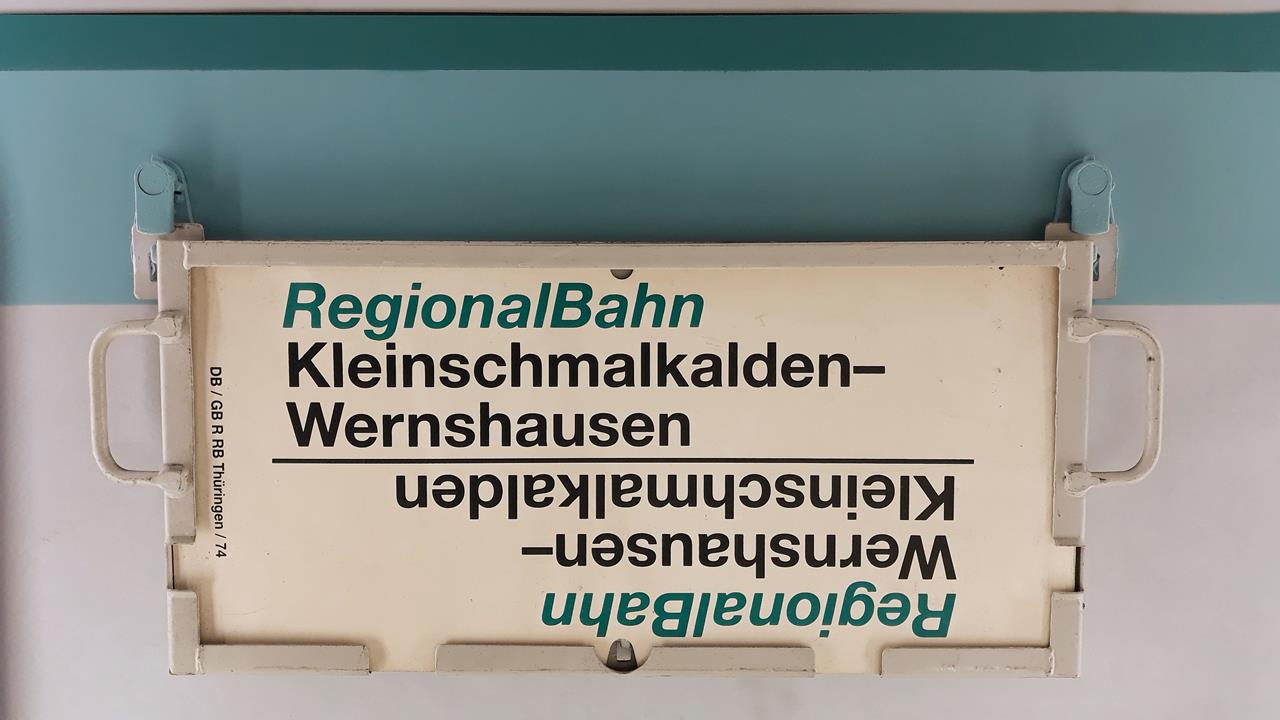 RegionalBahn
Kleinschmalkalden–
Wernshausen
RegionalBahn
Wernshausen–
Kleinschmalkalden
DB / GB R RB Thüringen / 74